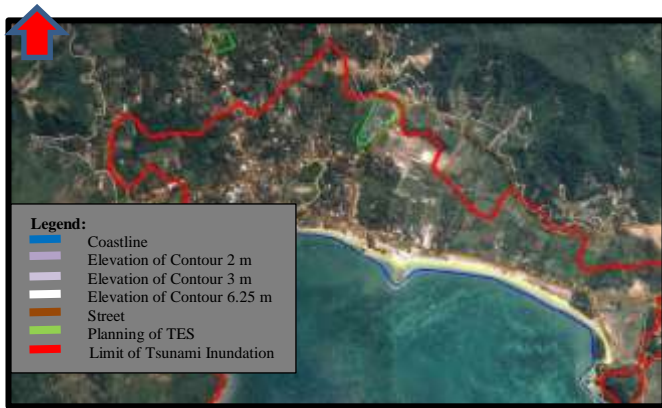 Legend:
Coastline
Elevation of Contour 2 m
Elevation of Contour 3 m
Elevation of Contour 6.25 m
Street
Planning of TES
Limit of Tsunami Inundation